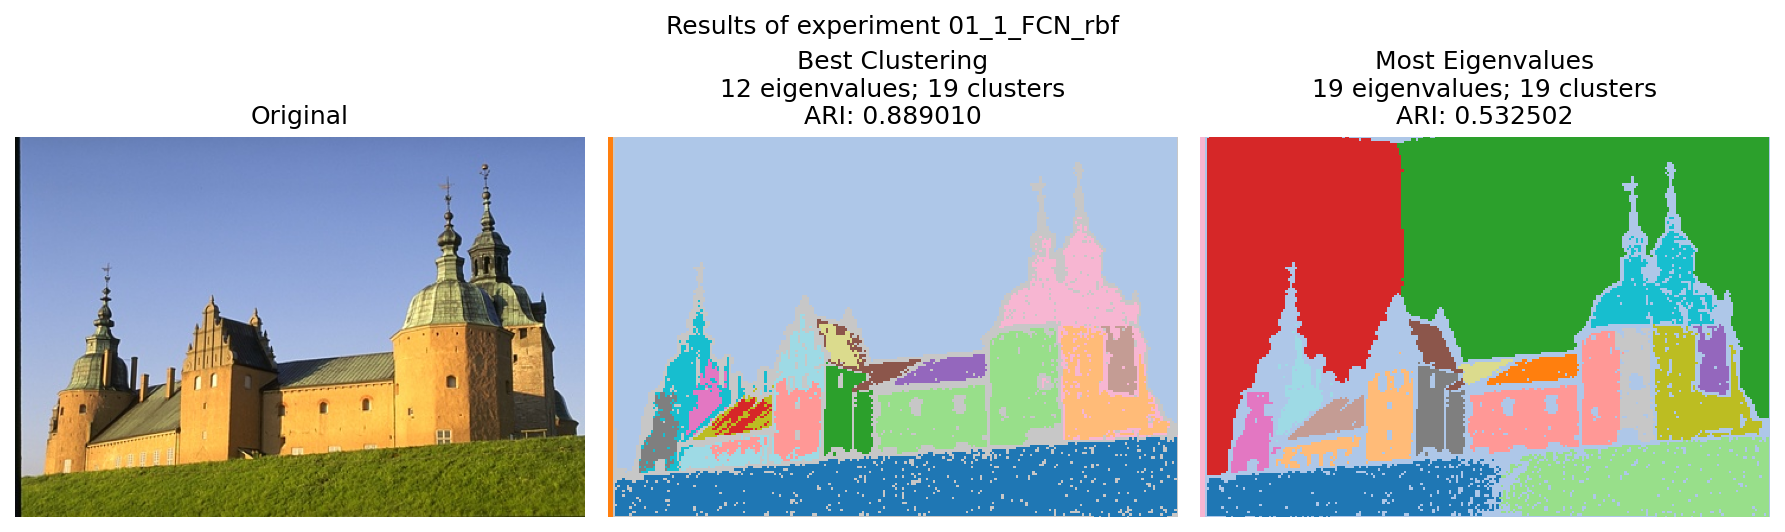 Results of experiment 01_1_FCN_rbf
Original
Best Clustering
12 eigenvalues; 19 clusters
ARI: 0.889010
Most Eigenvalues
19 eigenvalues; 19 clusters
ARI: 0.532502